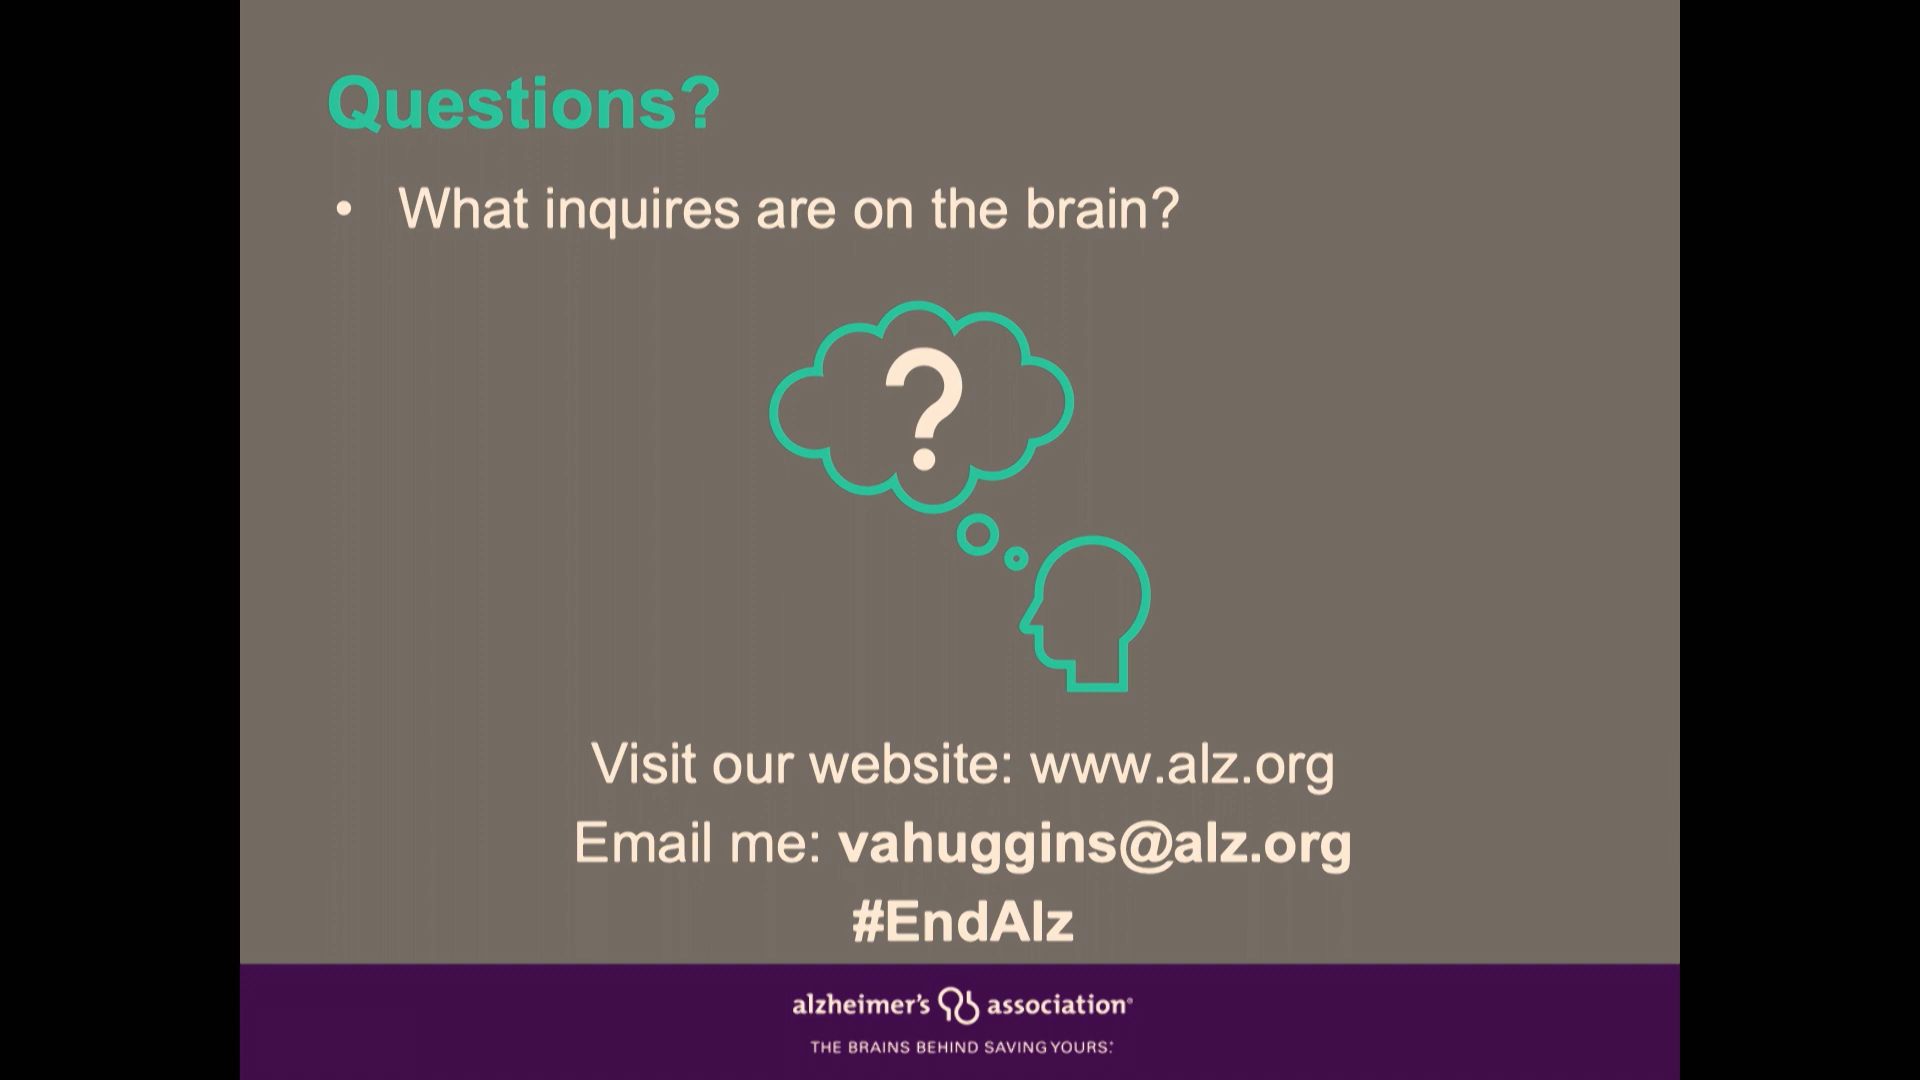 Questions?
• What inquires are on the brain?
?
Visit our website: www.alz.org
Email me: vahuggins@alz.org
#EndAlz
alzheimer's association®
THE BRAINS BEHIND SAVING YOURS.